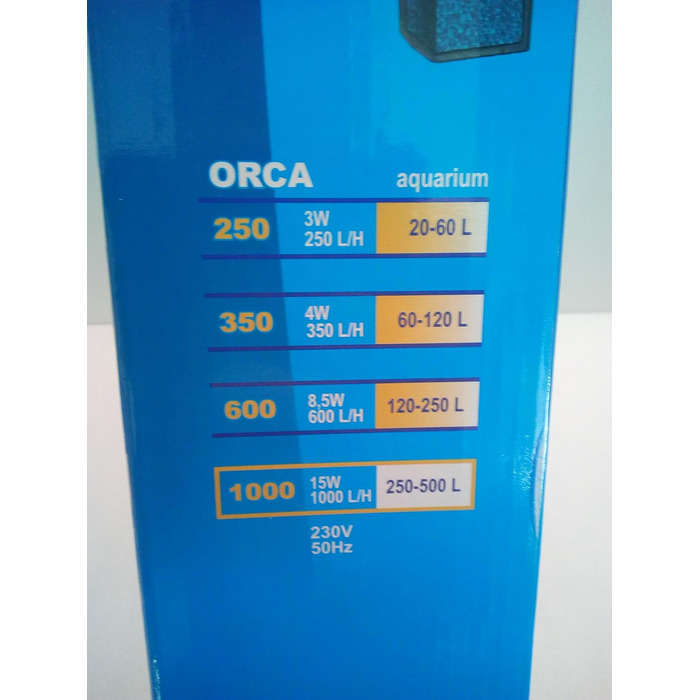 ORCA aquarium
250 3W 20-60 L
250 L/H
350 4W 60-120 L
350 L/H
600 8,5W 120-250 L
600 L/H
1000 15W 250-500 L
1000 L/H
230V
50Hz